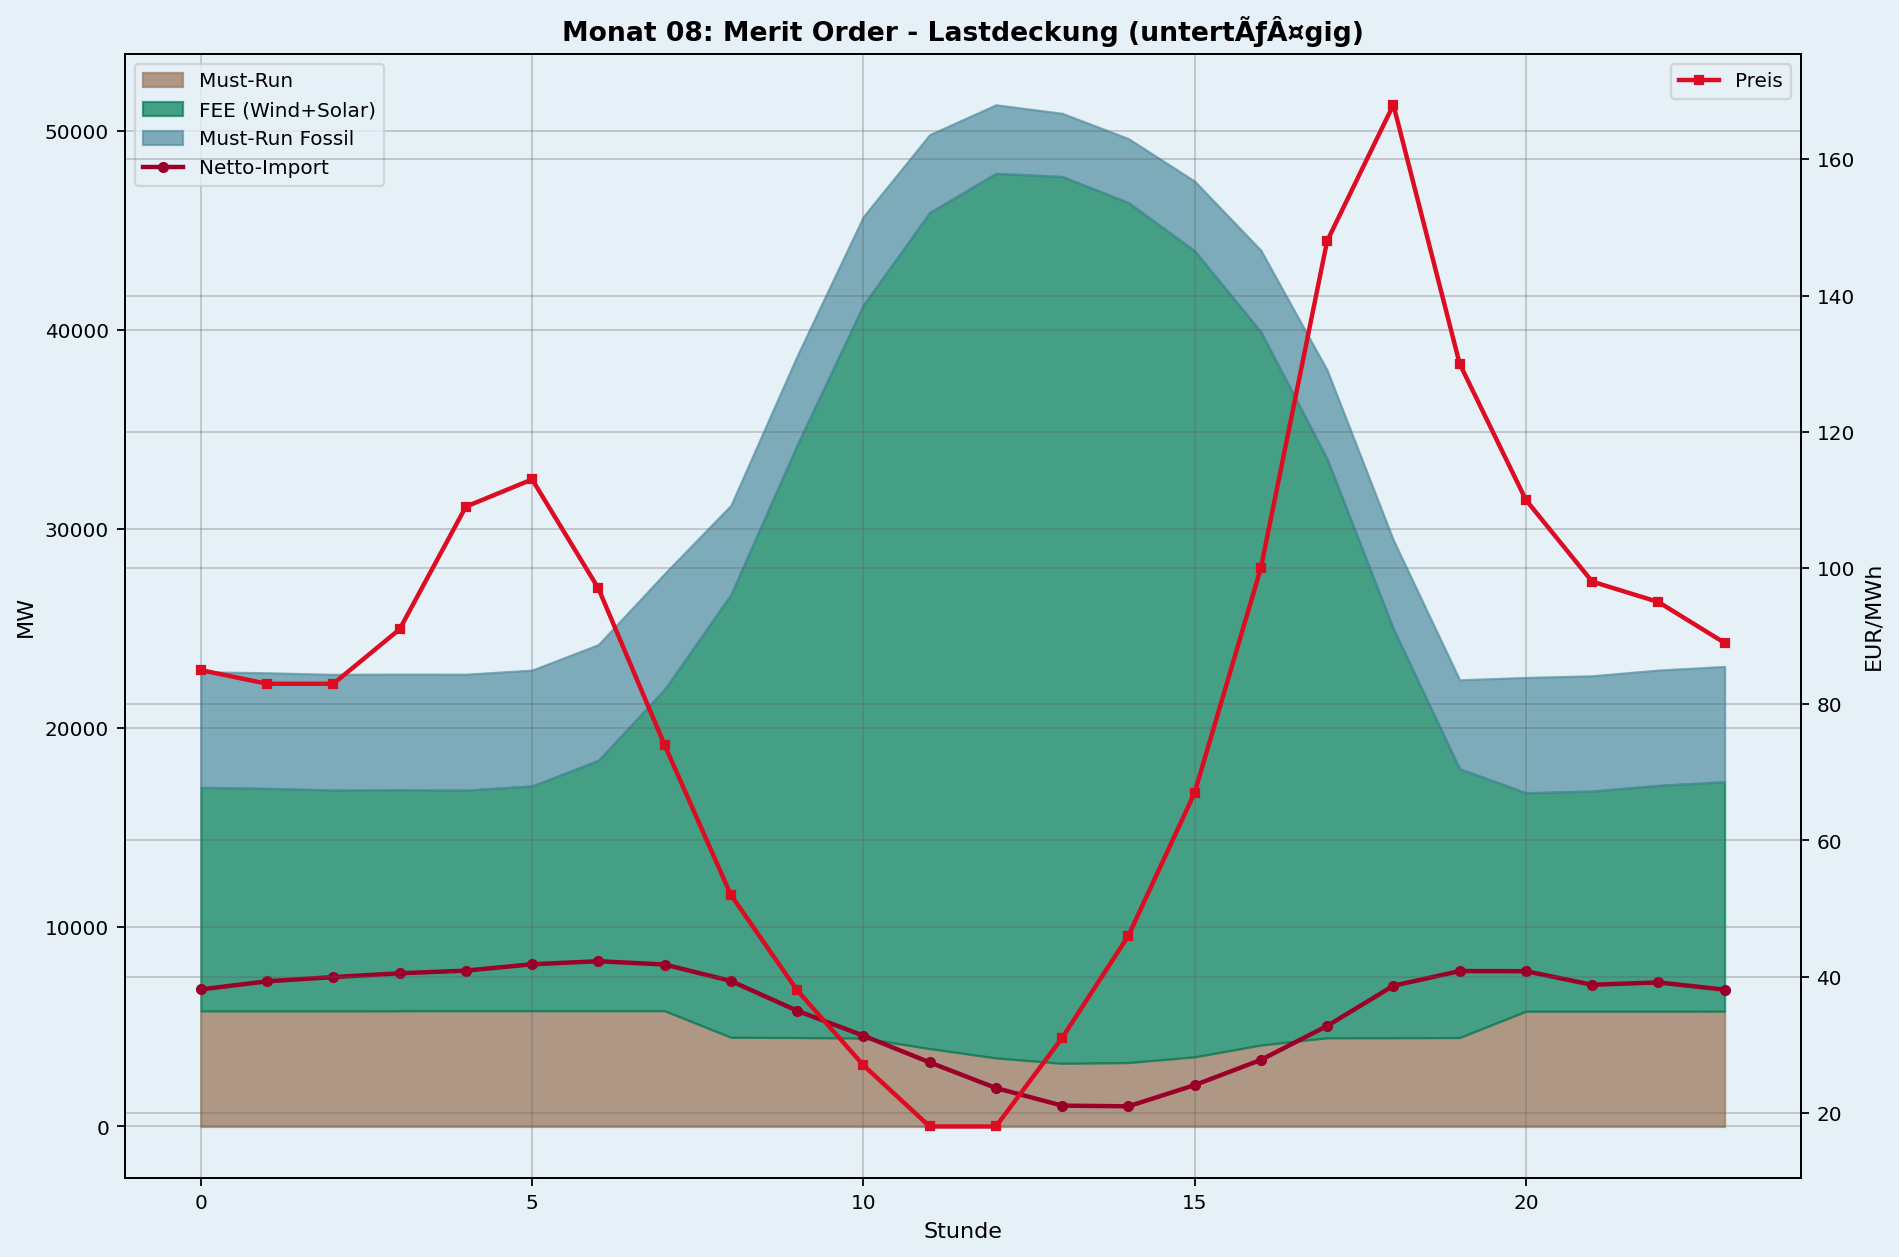 Monat 08: Merit Order - Lastdeckung (untertÃƒÂ¤gig)
Must-Run
FEE (Wind+Solar)
Must-Run Fossil
Netto-Import
Preis
50000
40000
30000
20000
10000
0
MW
160
140
120
100
80
60
40
20
EUR/MWh
0
5
10
15
20
Stunde